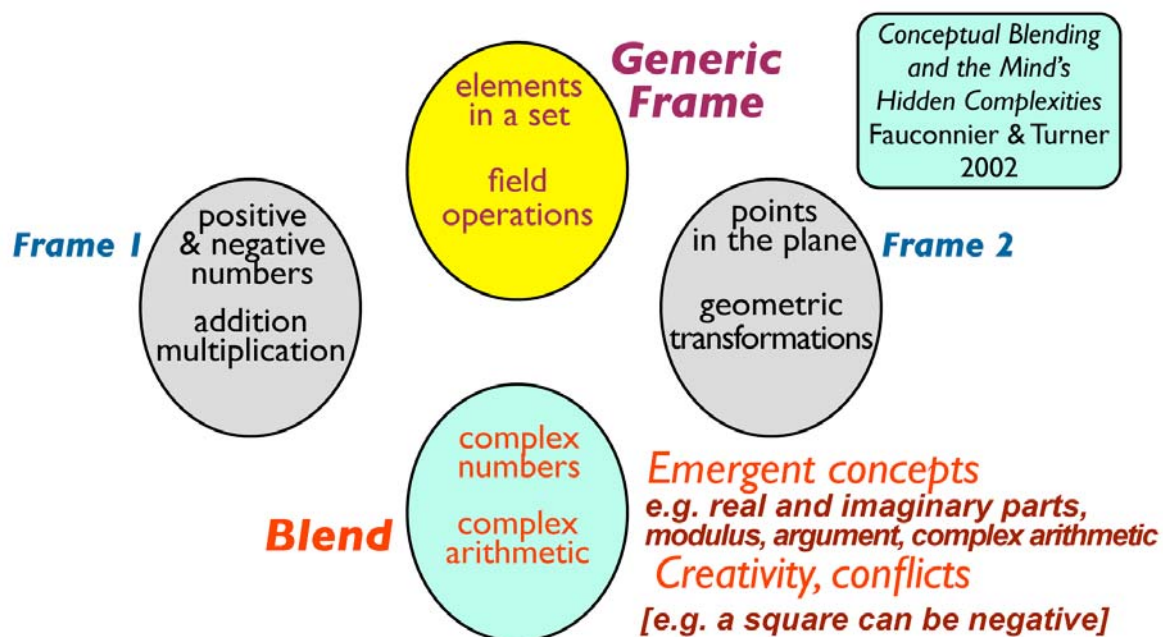 Generic
Frame
elements
in a set
field
operations
Conceptual Blending
and the Mind's
Hidden Complexities
Fauconnier & Turner
2002
Frame 1
positive
& negative
numbers
addition
multiplication
points
in the plane
geometric
transformations
Frame 2
Blend
complex
numbers
complex
arithmetic
Emergent concepts
e.g. real and imaginary parts,
modulus, argument, complex arithmetic
Creativity, conflicts
[e.g. a square can be negative]